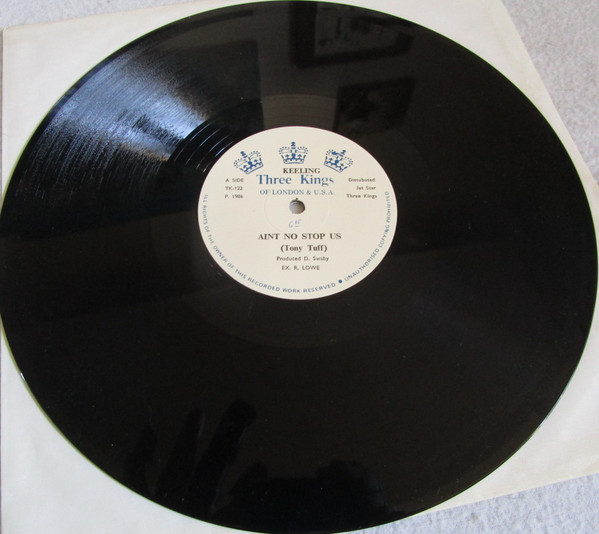 KEELING
Three Kings
OF LONDON & U.S.A.
A SIDE
TK-132
P. 1986
Distributed
Jet Star
Three Kings
AINT NO STOP US
(Tony Tuff)
Produced D. Swaby
EX. R. LOWE
ALL RIGHTS OF THE OWNER OF THIS RECORDED WORK RESERVED • UNAUTHORISED COPYING PROHIBITED